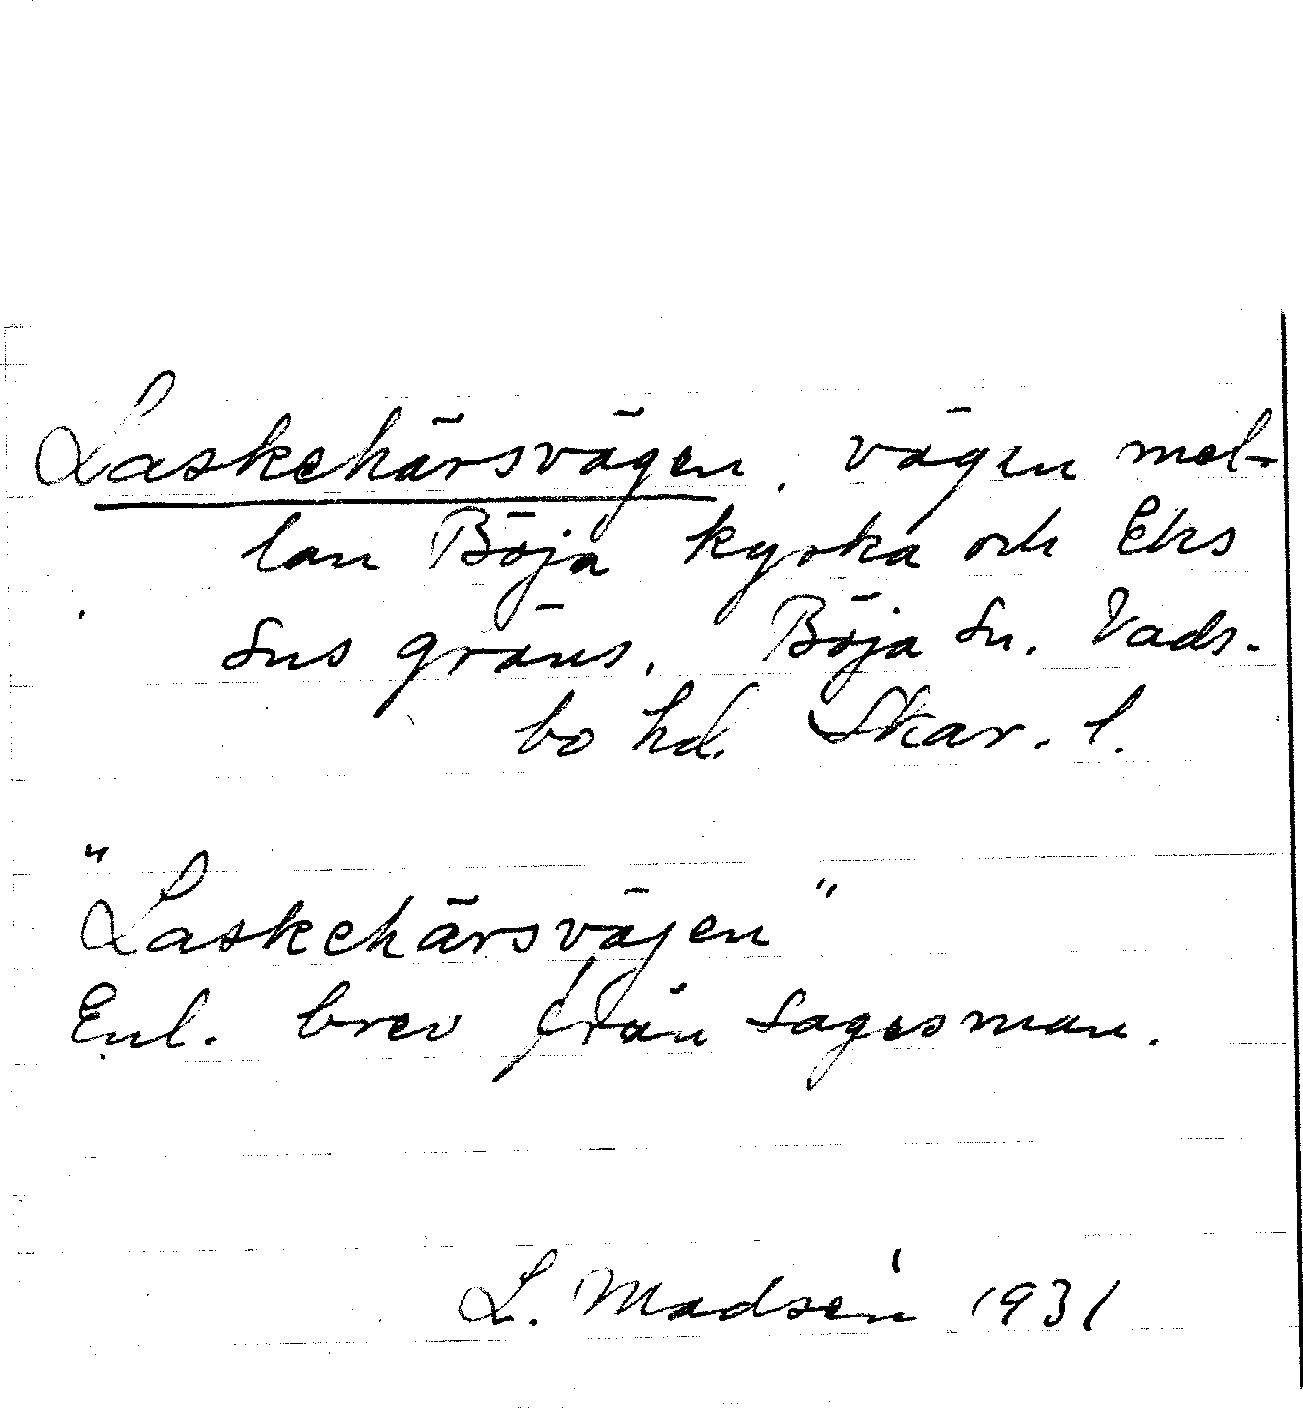 Laskekärsvägen, vägen mel-
lan Böja kyrka och Eks
sns gräns. Böja sn. Vads-
bo hd. Skar. l.
"Laskekärsväjen"
Enl. brev från sagesman.
L. Madsén 1931